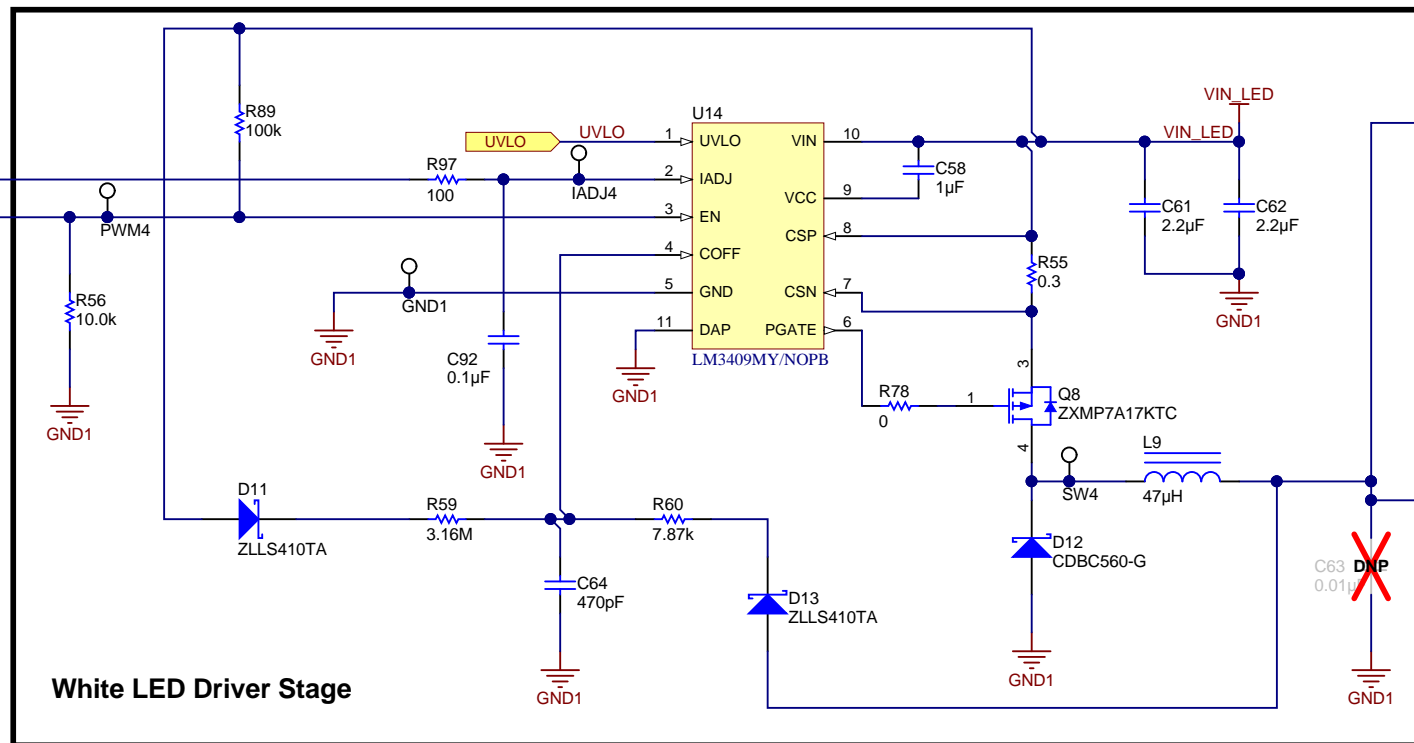 U14
VIN_LED
R89
100k
UVLO
UVLO
1
UVLO
VIN
10
VIN_LED
R97
100
IADJ4
2
IADJ
C58
1µF
VCC
9
PWM4
3
EN
C61
2.2µF
C62
2.2µF
4
COFF
CSP
8
R55
0.3
R56
10.0k
GND1
5
GND
CSN
7
GND1
GND1
C92
0.1µF
11
DAP
PGATE
6
LM3409MY/NOPB
GND1
GND1
GND1
R78
0
1
3
Q8
ZXMP7A17KTC
4
L9
47µH
SW4
D11
ZLLS410TA
R59
3.16M
R60
7.87k
D12
CDBC560-G
C63
DNP
0.01µ
C64
470pF
D13
ZLLS410TA
GND1
GND1
GND1
White LED Driver Stage